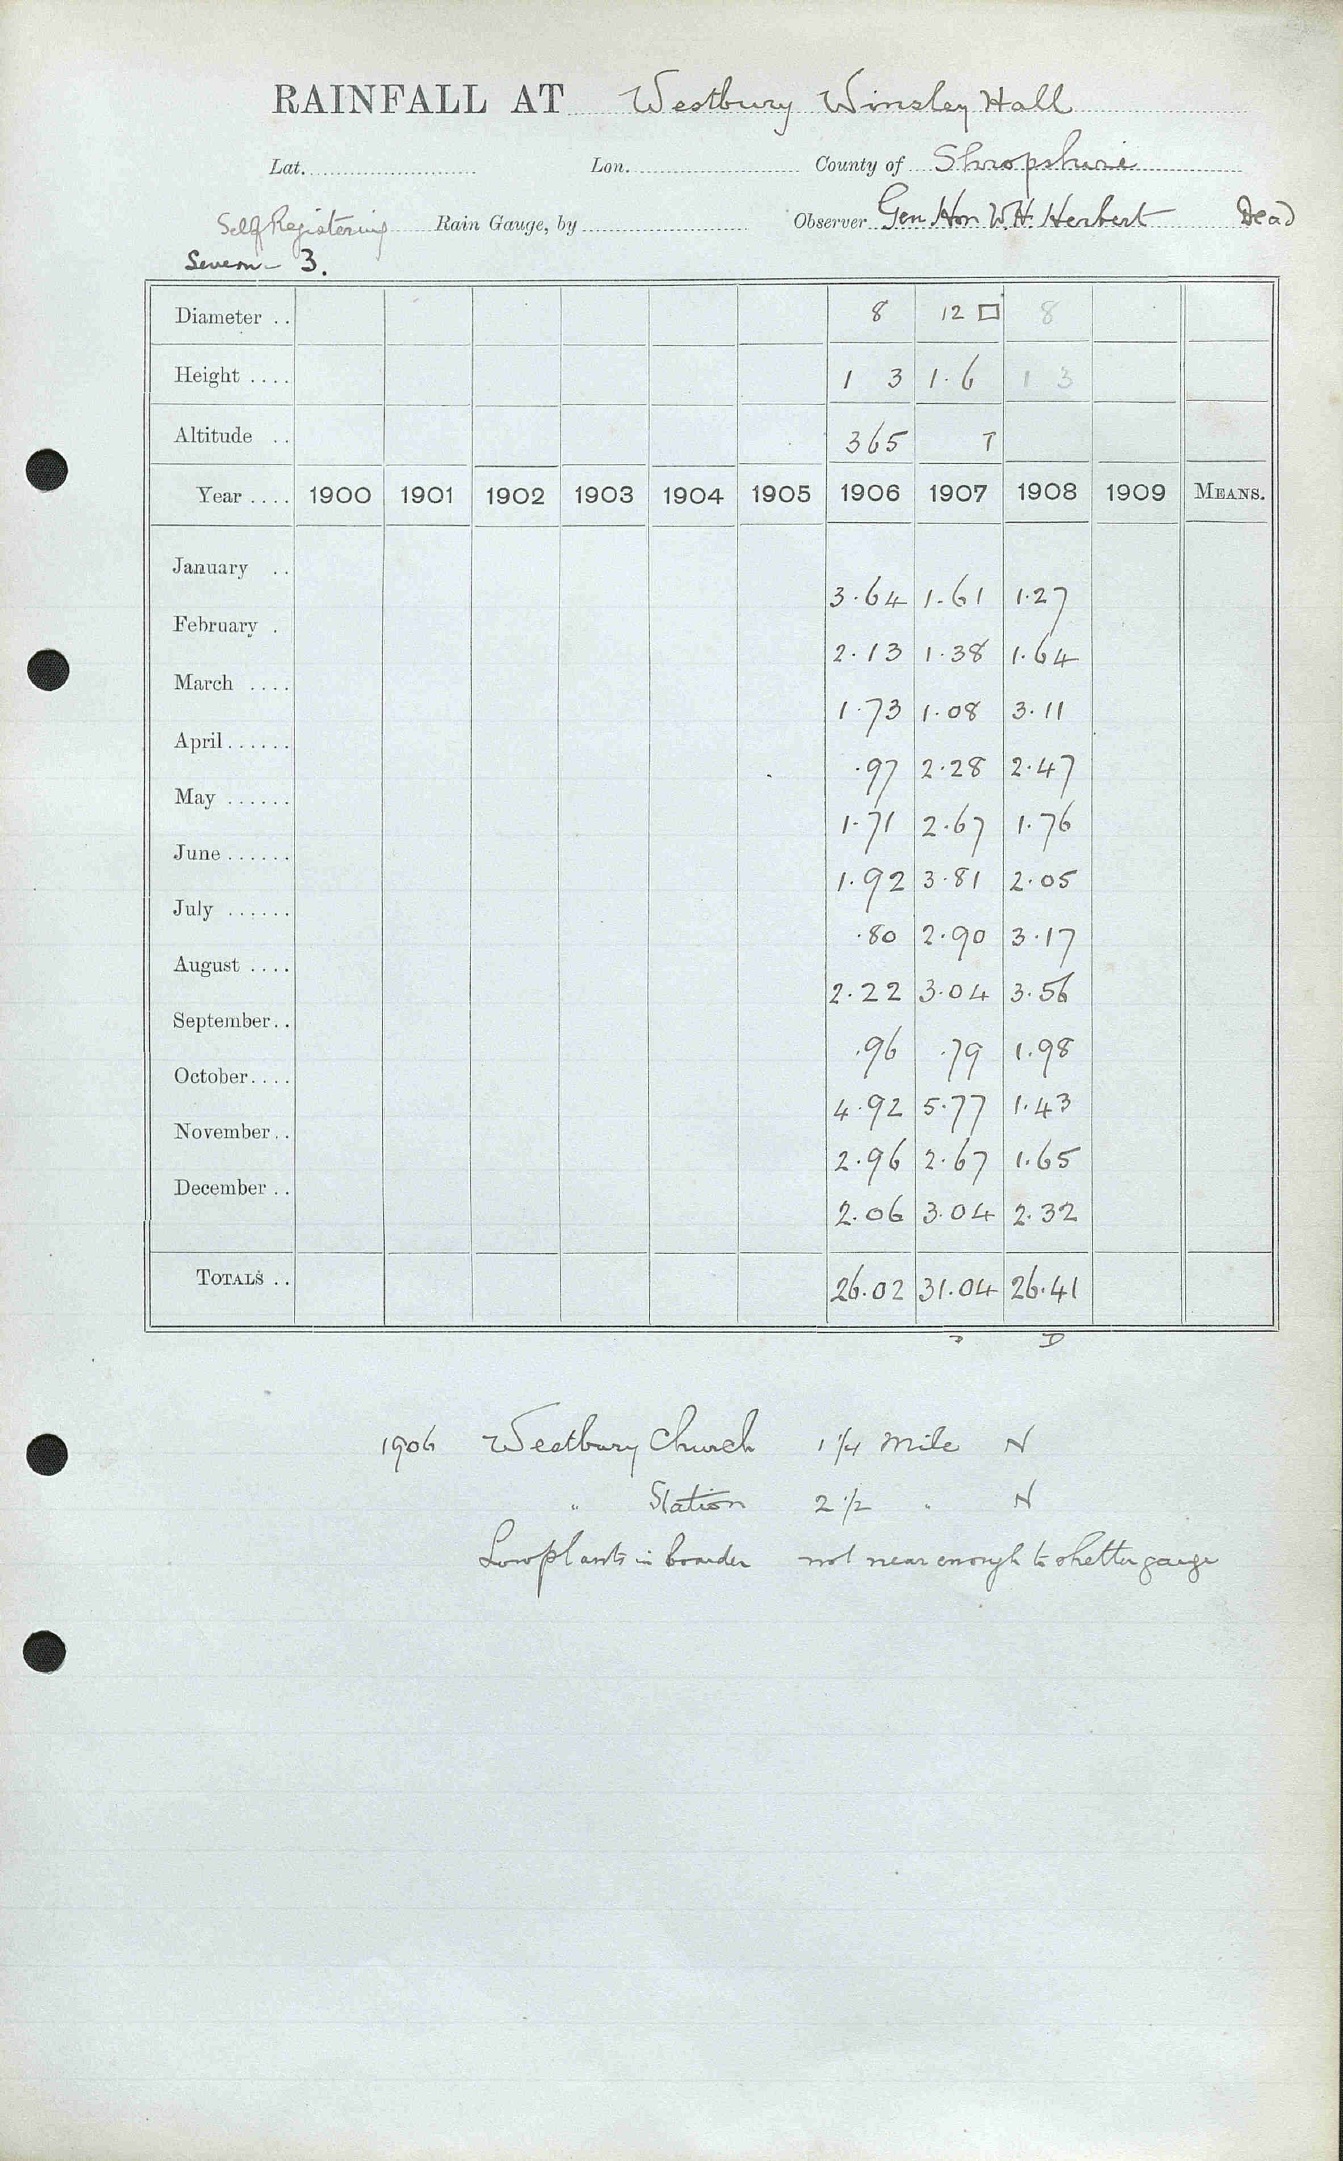 RAINFALL AT Westbury Winsley Hall
Lat. Lon. County of Shropshire
Self Registering Rain Gauge, by Observer Gen Hon W.H. Herbert Dead
Severn - 3.
Diameter .. 8 12 □ 8
Height .... 1 3 1.6 1 3
Altitude .. 365 T
Year .... 1900 1901 1902 1903 1904 1905 1906 1907 1908 1909 MEANS.
January .. 3.64 1.61 1.27
February . 2.13 1.38 1.64
March .... 1.73 1.08 3.11
April ...... .97 2.28 2.47
May ...... 1.71 2.67 1.76
June ...... 1.92 3.81 2.05
July ...... .80 2.90 3.17
August .... 2.22 3.04 3.56
September .. .96 .79 1.98
October .... 4.92 5.77 1.43
November .. 2.96 2.67 1.65
December .. 2.06 3.04 2.32
TOTALS .. 26.02 31.04 26.41
D D
1906 Westbury Church 1 1/4 Mile N
" Station 2 1/2 " N
Low plants in boarder not near enough to shelter gauge